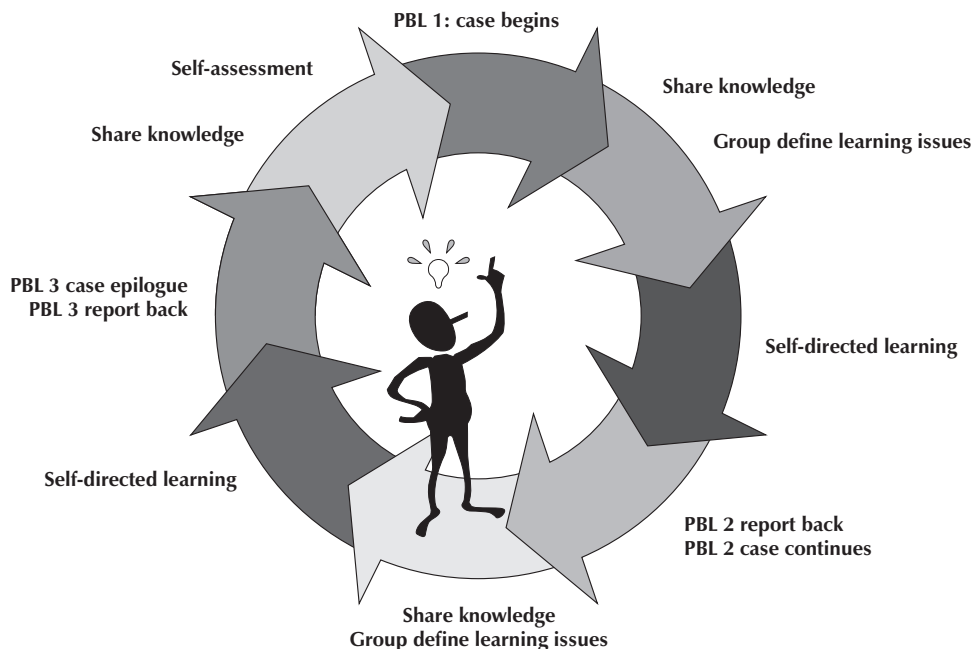 PBL 1: case begins
Share knowledge
Group define learning issues
Self-directed learning
PBL 2 report back
PBL 2 case continues
Share knowledge
Group define learning issues
Self-directed learning
PBL 3 case epilogue
PBL 3 report back
Share knowledge
Self-assessment